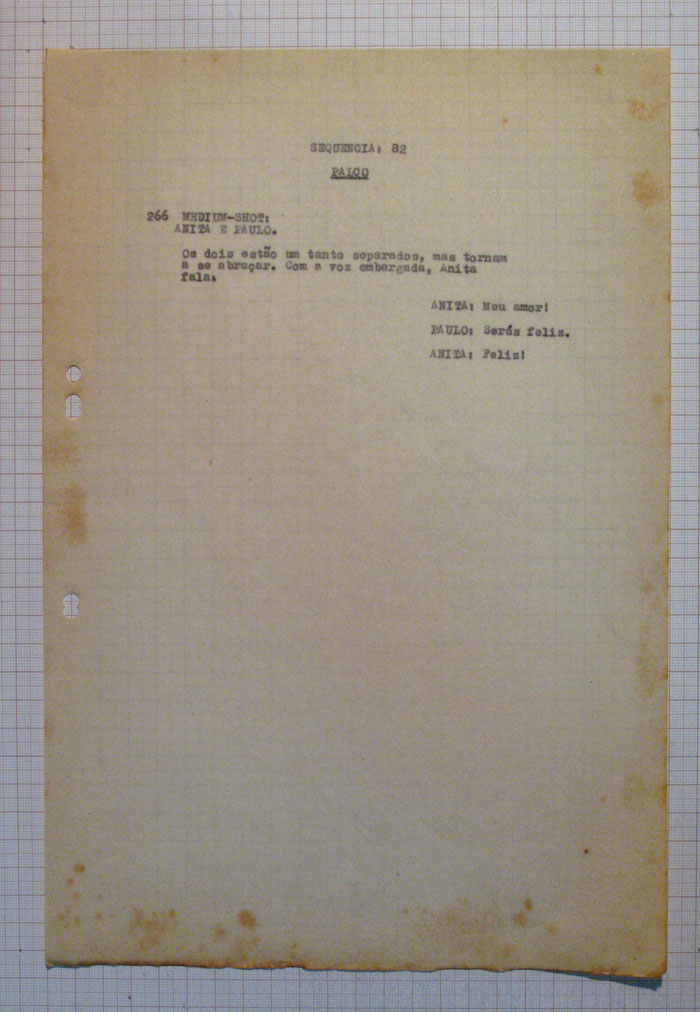 SEQUENCIA: 82
PALCO
266 MEDIUM-SHOT:
ANITA E PAULO.
Os dois estão um tanto separados, mas tornam
a se abraçar. Com a voz embargada, Anita
fala.
ANITA: Meu amor!
PAULO: Serás feliz.
ANITA: Feliz!